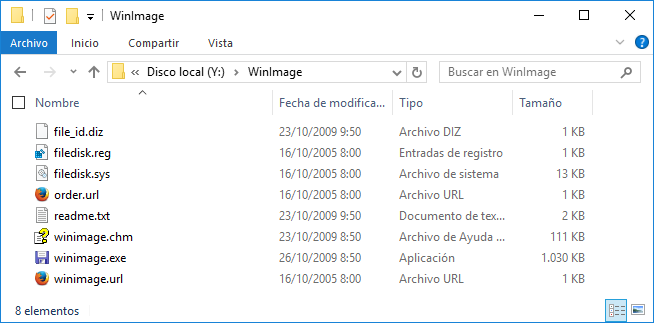 WinImage
Archivo Inicio Compartir Vista
« Disco local (Y:) > WinImage Buscar en WinImage
Nombre Fecha de modifica... Tipo Tamaño
file_id.diz 23/10/2009 9:50 Archivo DIZ 1 KB
filedisk.reg 16/10/2005 8:00 Entradas de registro 1 KB
filedisk.sys 16/10/2005 8:00 Archivo de sistema 13 KB
order.url 16/10/2005 8:00 Archivo URL 1 KB
readme.txt 23/10/2009 9:50 Documento de tex... 2 KB
winimage.chm 23/10/2009 8:50 Archivo de Ayuda ... 111 KB
winimage.exe 26/10/2009 8:50 Aplicación 1.030 KB
winimage.url 16/10/2005 8:00 Archivo URL 1 KB
8 elementos